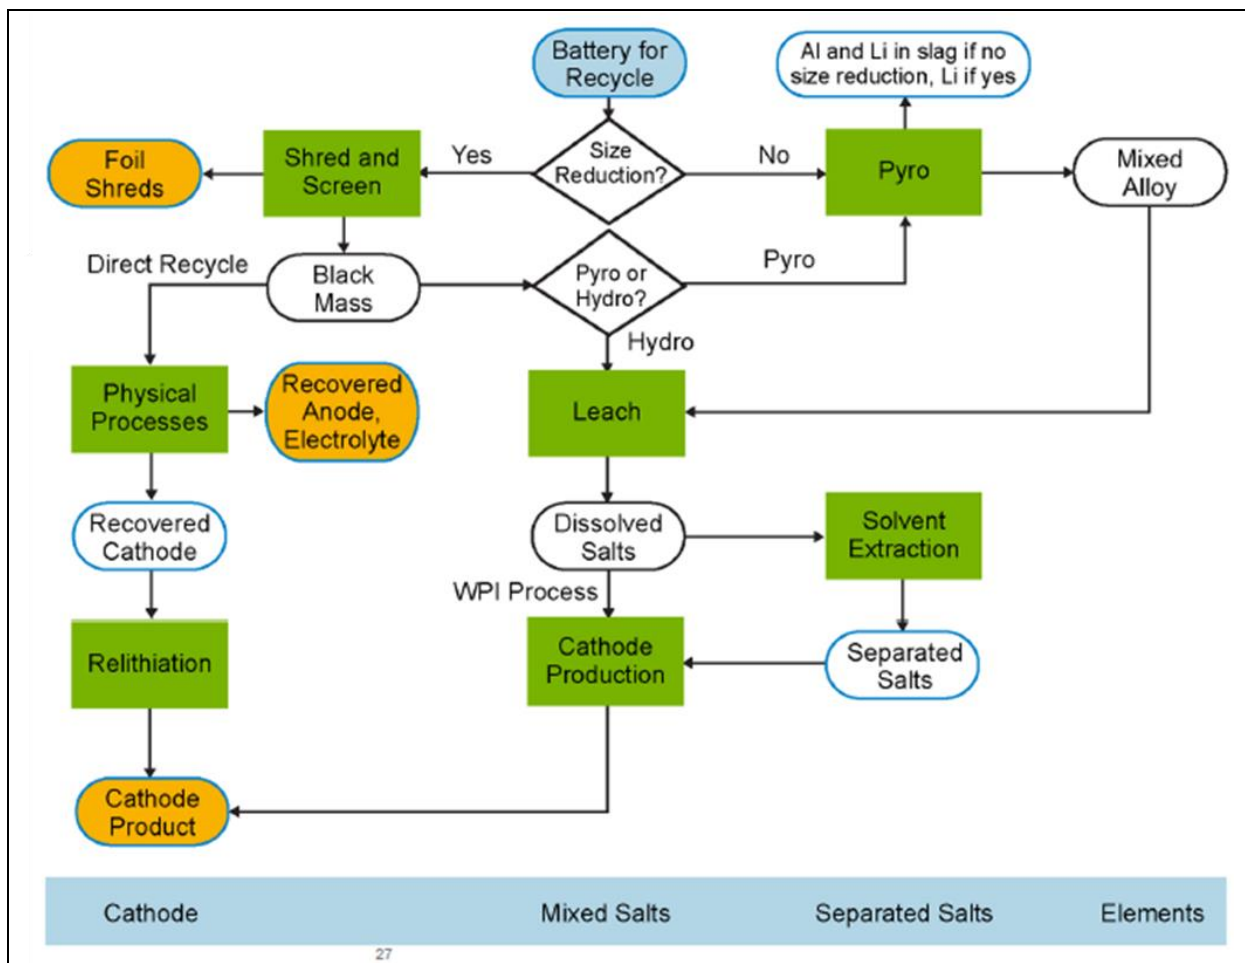 Battery for
Recycle
Al and Li in slag if no
size reduction, Li if yes
Foil
Shreds
Shred and
Screen
Yes
Size
Reduction?
No
Pyro
Mixed
Alloy
Direct Recycle
Black
Mass
Pyro or
Hydro?
Pyro
Hydro
Physical
Processes
Recovered
Anode,
Electrolyte
Leach
Recovered
Cathode
Dissolved
Salts
Solvent
Extraction
WPI Process
Relithiation
Cathode
Production
Separated
Salts
Cathode
Product
Cathode
Mixed Salts
Separated Salts
Elements
27